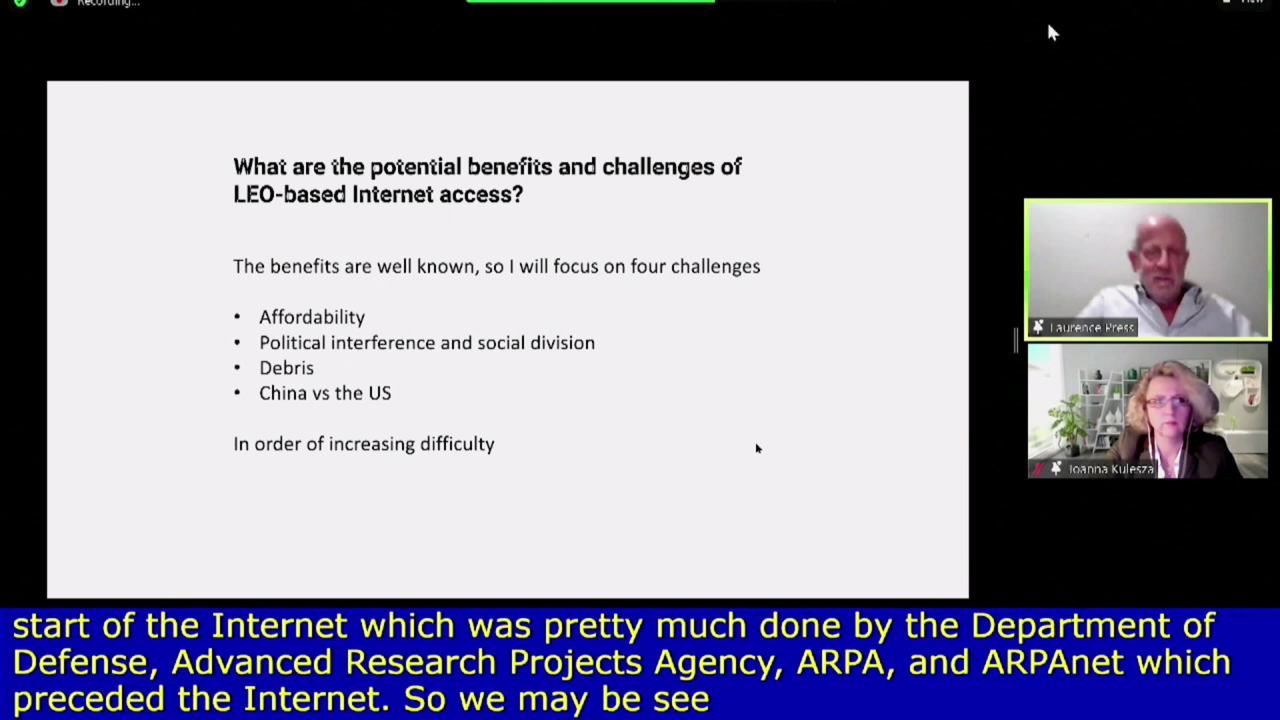 Recording...
View
What are the potential benefits and challenges of
LEO-based Internet access?
The benefits are well known, so I will focus on four challenges
• Affordability
• Political interference and social division
• Debris
• China vs the US
In order of increasing difficulty
Laurence Press
Joanna Kulesza
start of the Internet which was pretty much done by the Department of
Defense, Advanced Research Projects Agency, ARPA, and ARPAnet which
preceded the Internet. So we may be see